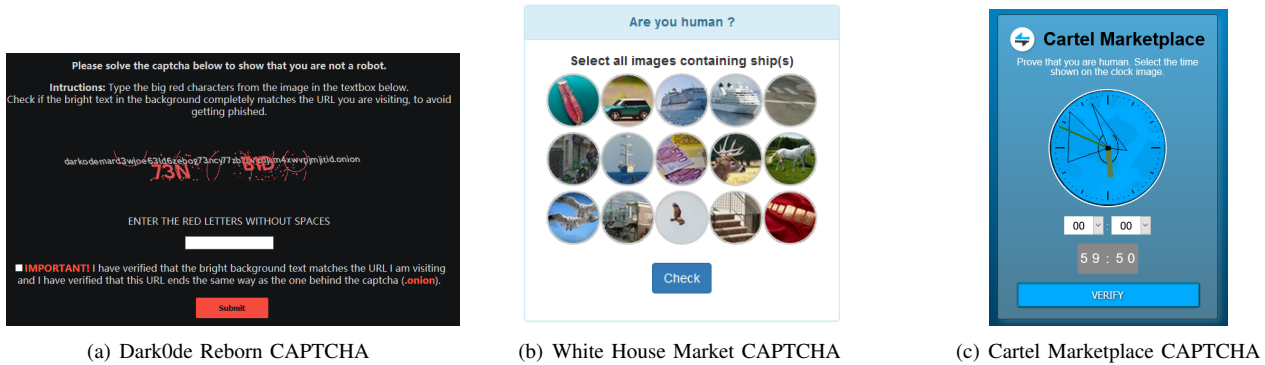 Please solve the captcha below to show that you are not a robot.
Intructions: Type the big red characters from the image in the textbox below.
Check if the bright text in the background completely matches the URL you are visiting, to avoid
getting phished.
73N B1D
ENTER THE RED LETTERS WITHOUT SPACES
IMPORTANT! I have verified that the bright background text matches the URL I am visiting
and I have verified that this URL ends the same way as the one behind the captcha (.onion).
Submit
(a) Dark0de Reborn CAPTCHA
Are you human ?
Select all images containing ship(s)
Check
(b) White House Market CAPTCHA
Cartel Marketplace
Prove that you are human. Select the time
shown on the clock image.
00 : 00
59:50
VERIFY
(c) Cartel Marketplace CAPTCHA